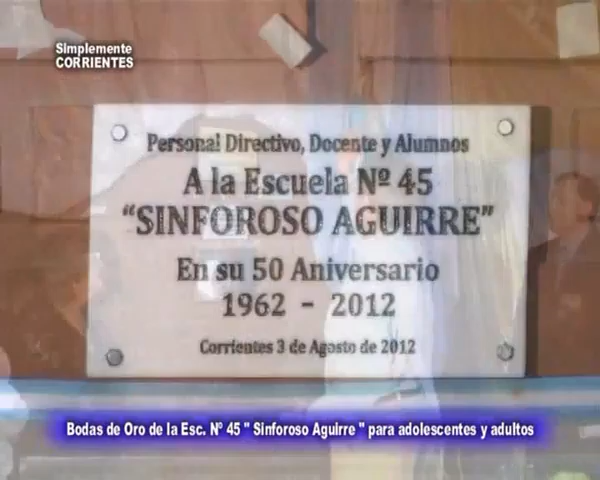 Simplemente
CORRIENTES
Personal Directivo, Docente y Alumnos
A la Escuela Nº 45
“SINFOROSO AGUIRRE”
En su 50 Aniversario
1962 - 2012
Corrientes 3 de Agosto de 2012
Bodas de Oro de la Esc. Nº 45 " Sinforoso Aguirre " para adolescentes y adultos